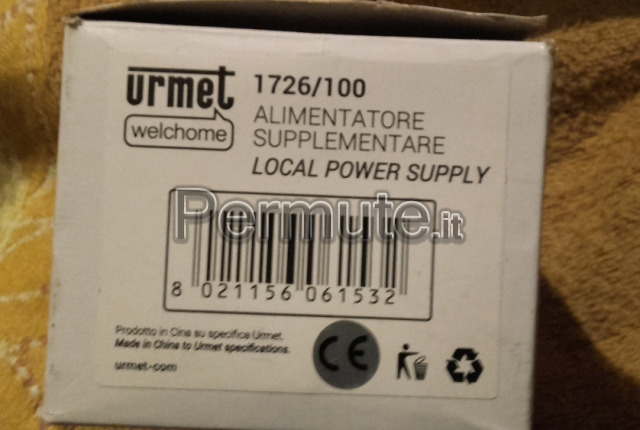 urmet
welchome
1726/100
ALIMENTATORE
SUPPLEMENTARE
LOCAL POWER SUPPLY
Permute.it
8 021156 061532
Prodotto in Cina su specifica Urmet.
Made in China to Urmet specifications.
urmet.com
CE